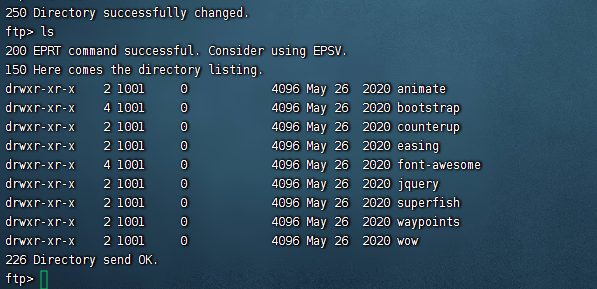 250 Directory successfully changed.
ftp> ls
200 EPRT command successful. Consider using EPSV.
150 Here comes the directory listing.
drwxr-xr-x    2 1001     0            4096 May 26  2020 animate
drwxr-xr-x    4 1001     0            4096 May 26  2020 bootstrap
drwxr-xr-x    2 1001     0            4096 May 26  2020 counterup
drwxr-xr-x    2 1001     0            4096 May 26  2020 easing
drwxr-xr-x    4 1001     0            4096 May 26  2020 font-awesome
drwxr-xr-x    2 1001     0            4096 May 26  2020 jquery
drwxr-xr-x    2 1001     0            4096 May 26  2020 superfish
drwxr-xr-x    2 1001     0            4096 May 26  2020 waypoints
drwxr-xr-x    2 1001     0            4096 May 26  2020 wow
226 Directory send OK.
ftp>